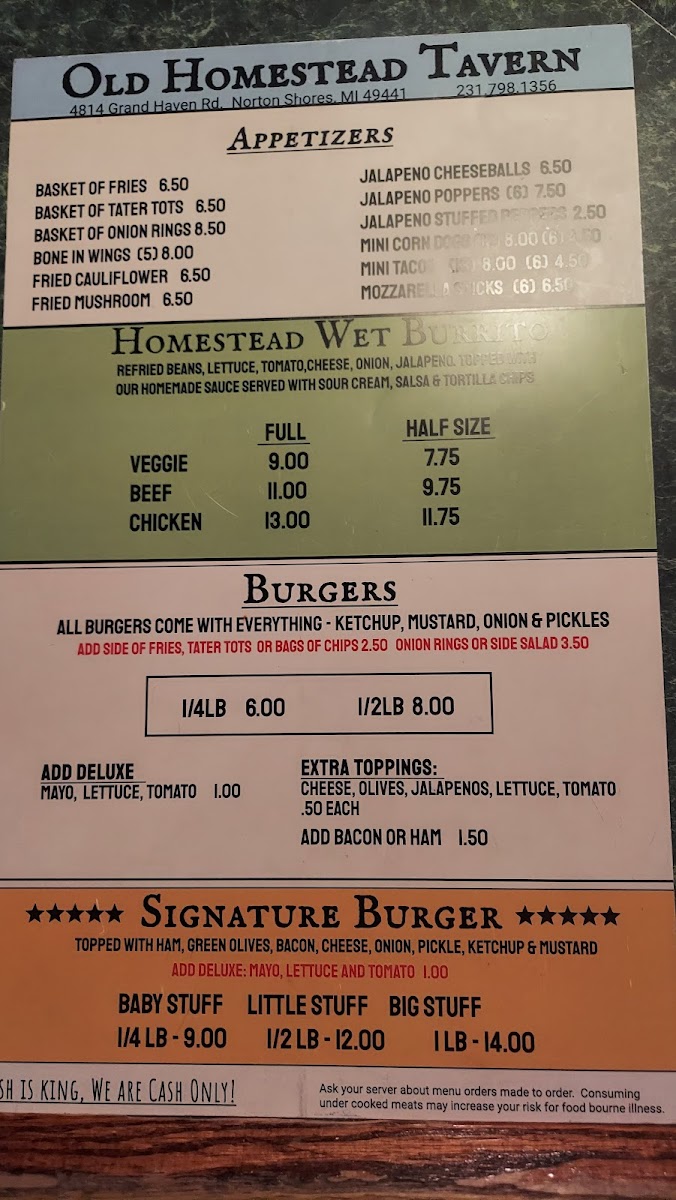 OLD HOMESTEAD TAVERN
4814 Grand Haven Rd, Norton Shores, MI 49441 231.798.1356
APPETIZERS
BASKET OF FRIES 6.50
BASKET OF TATER TOTS 6.50
BASKET OF ONION RINGS 8.50
BONE IN WINGS (5) 8.00
FRIED CAULIFLOWER 6.50
FRIED MUSHROOM 6.50
JALAPENO CHEESEBALLS 6.50
JALAPENO POPPERS (6) 7.50
JALAPENO STUFFED 2.50
MINI CORN DOGS 8.00 (6)
MINI TACO 8.00 (6) 4.50
MOZZARELLA STICKS (6) 6.50
HOMESTEAD WET BURRITO
REFRIED BEANS, LETTUCE, TOMATO,CHEESE, ONION, JALAPENO. TOPPED WITH
OUR HOMEMADE SAUCE SERVED WITH SOUR CREAM, SALSA & TORTILLA CHIPS
FULL HALF SIZE
VEGGIE 9.00 7.75
BEEF 11.00 9.75
CHICKEN 13.00 11.75
BURGERS
ALL BURGERS COME WITH EVERYTHING - KETCHUP, MUSTARD, ONION & PICKLES
ADD SIDE OF FRIES, TATER TOTS OR BAGS OF CHIPS 2.50 ONION RINGS OR SIDE SALAD 3.50
1/4LB 6.00 1/2LB 8.00
ADD DELUXE
MAYO, LETTUCE, TOMATO 1.00
EXTRA TOPPINGS:
CHEESE, OLIVES, JALAPENOS, LETTUCE, TOMATO
.50 EACH
ADD BACON OR HAM 1.50
★★★★★ SIGNATURE BURGER ★★★★★
TOPPED WITH HAM, GREEN OLIVES, BACON, CHEESE, ONION, PICKLE, KETCHUP & MUSTARD
ADD DELUXE: MAYO, LETTUCE AND TOMATO 1.00
BABY STUFF LITTLE STUFF BIG STUFF
1/4 LB - 9.00 1/2 LB - 12.00 1 LB - 14.00
SH IS KING, WE ARE CASH ONLY!
Ask your server about menu orders made to order. Consuming
under cooked meats may increase your risk for food bourne illness.